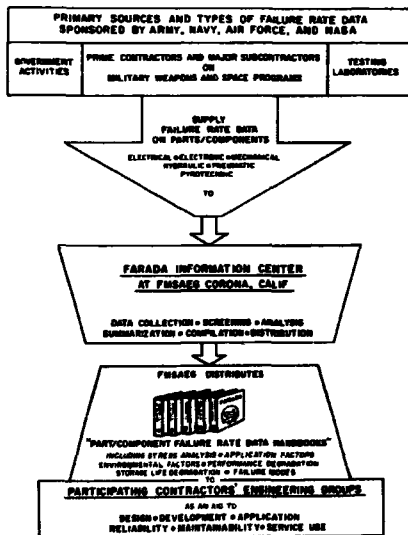 PRIMARY SOURCES AND TYPES OF FAILURE RATE DATA
SPONSORED BY ARMY, NAVY, AIR FORCE, AND NASA
GOVERNMENT
ACTIVITIES
PRIME CONTRACTORS AND MAJOR SUBCONTRACTORS
ON
MILITARY WEAPONS AND SPACE PROGRAMS
TESTING
LABORATORIES
SUPPLY
FAILURE RATE DATA
ON PARTS/COMPONENTS
ELECTRICAL • ELECTRONIC • MECHANICAL
HYDRAULIC • PNEUMATIC
PYROTECHNIC
TO
FARADA INFORMATION CENTER
AT FMSAEG CORONA, CALIF
DATA COLLECTION • SCREENING • ANALYSIS
SUMMARIZATION • COMPILATION • DISTRIBUTION
FMSAEG DISTRIBUTES
"PART/COMPONENT FAILURE RATE DATA HANDBOOKS"
INCLUDING STRESS ANALYSIS • APPLICATION FACTORS
ENVIRONMENTAL FACTORS • PERFORMANCE DEGRADATION
STORAGE LIFE DEGRADATION • FAILURE MODES
TO
PARTICIPATING CONTRACTORS' ENGINEERING GROUPS
AS AN AID TO
DESIGN • DEVELOPMENT • APPLICATION
RELIABILITY • MAINTAINABILITY • SERVICE USE